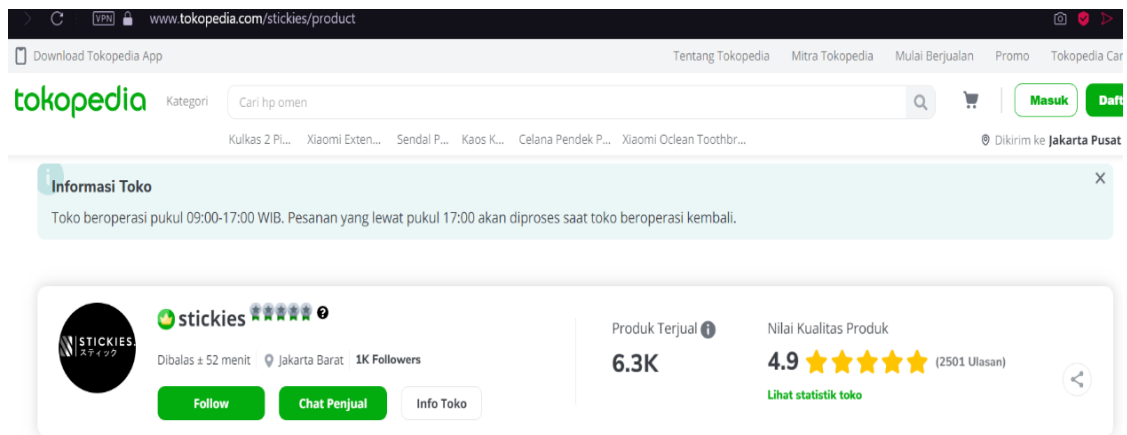 VPN www.tokopedia.com/stickies/product
Download Tokopedia App Tentang Tokopedia Mitra Tokopedia Mulai Berjualan Promo Tokopedia Car
tokopedia Kategori Cari hp omen Masuk Daft
Kulkas 2 Pi... Xiaomi Exten... Sendal P... Kaos K... Celana Pendek P... Xiaomi Oclean Toothbr... Dikirim ke Jakarta Pusat
Informasi Toko
Toko beroperasi pukul 09:00-17:00 WIB. Pesanan yang lewat pukul 17:00 akan diproses saat toko beroperasi kembali.
STICKIES.
スティック
stickies
Dibalas ± 52 menit Jakarta Barat 1K Followers
Follow Chat Penjual Info Toko
Produk Terjual
6.3K
Nilai Kualitas Produk
4.9 (2501 Ulasan)
Lihat statistik toko